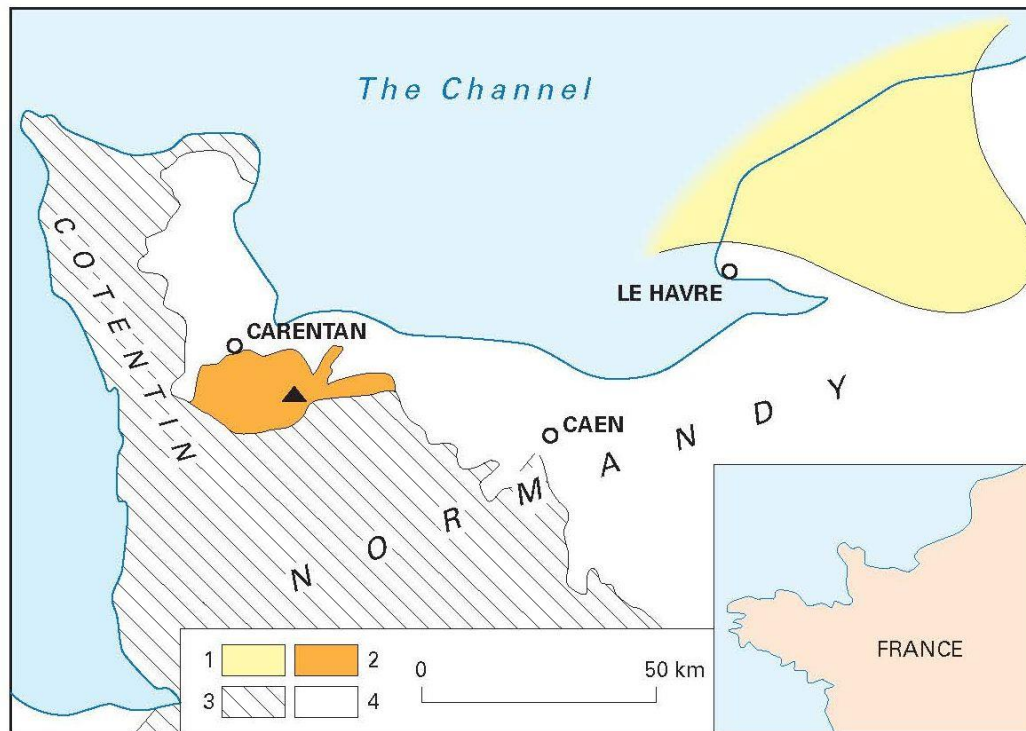 The Channel
COTENTIN
LE HAVRE
CARENTAN
CAEN
NORMANDY
1
2
3
4
0
50 km
FRANCE